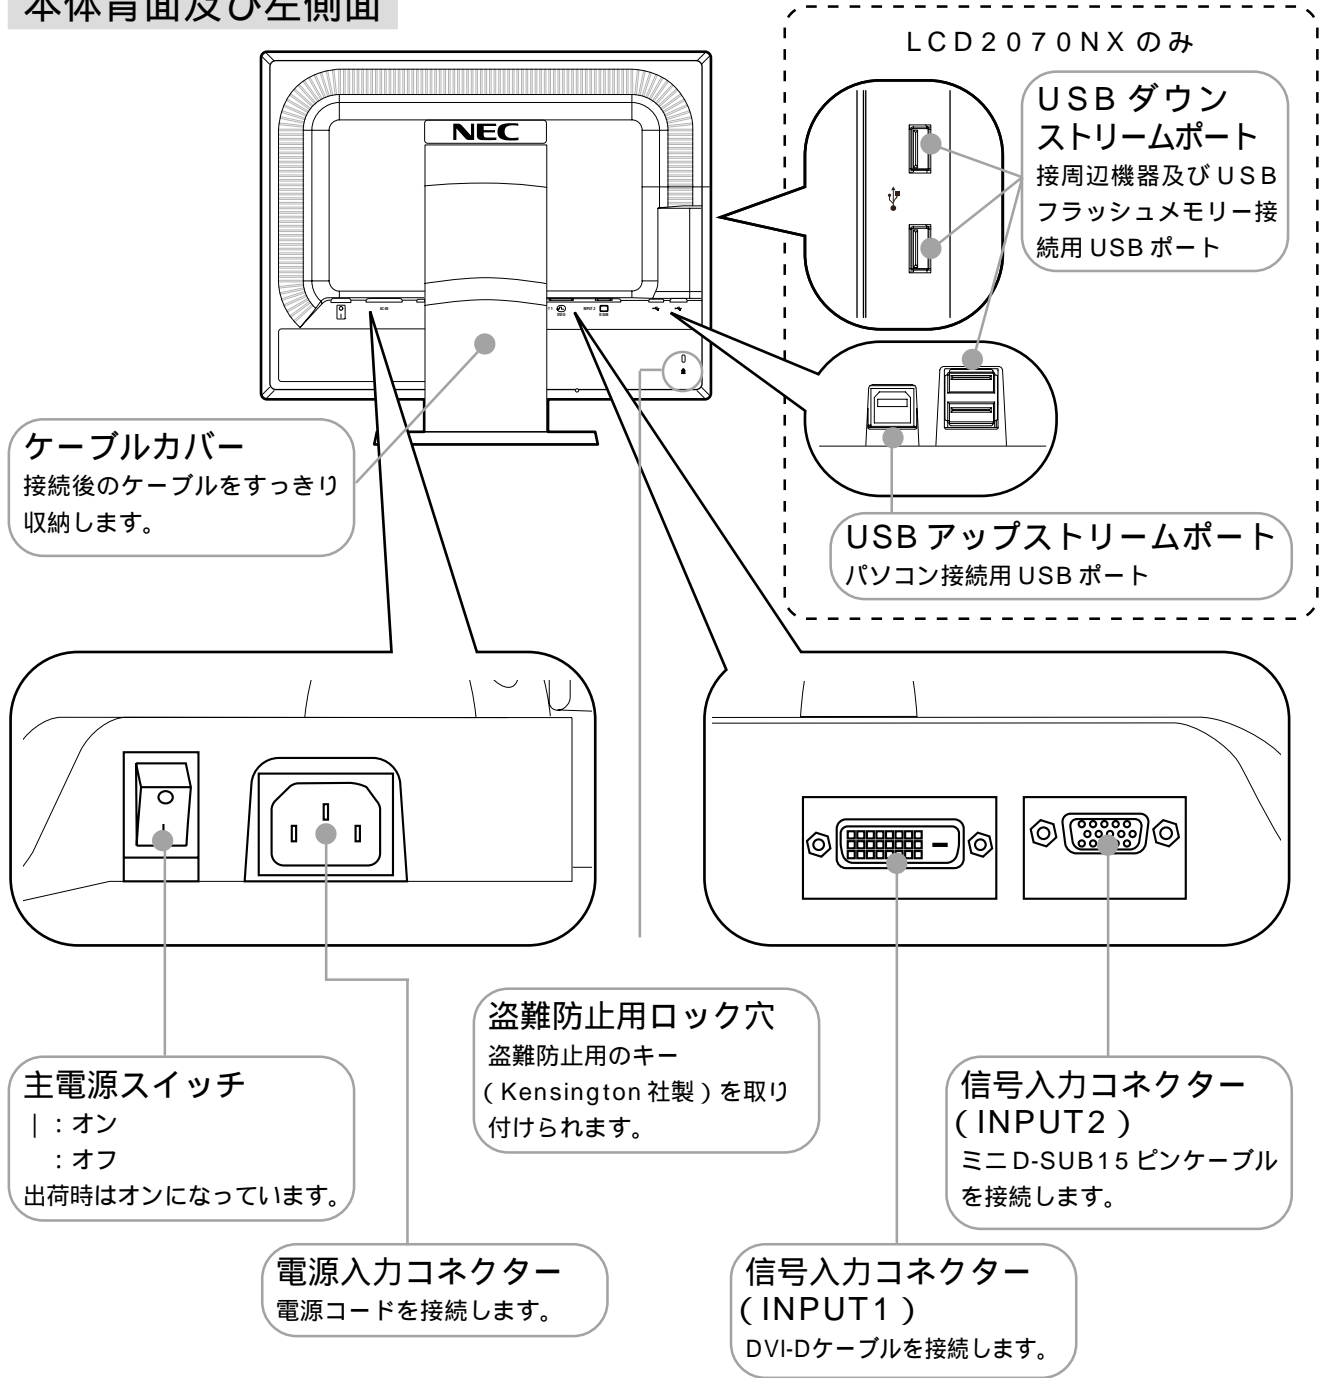 本体背面及び左側面
LCD2070NXのみ
USBダウン
ストリームポート
接周辺機器及びUSB
フラッシュメモリー接
続用USBポート
NEC
ケーブルカバー
接続後のケーブルをすっきり
収納します。
USBアップストリームポート
パソコン接続用USBポート
盗難防止用ロック穴
盗難防止用のキー
(Kensington社製)を取り
付けられます。
主電源スイッチ
|:オン
:オフ
出荷時はオンになっています。
信号入力コネクター
(INPUT2)
ミニD-SUB15ピンケーブル
を接続します。
電源入力コネクター
電源コードを接続します。
信号入力コネクター
(INPUT1)
DVI-Dケーブルを接続します。